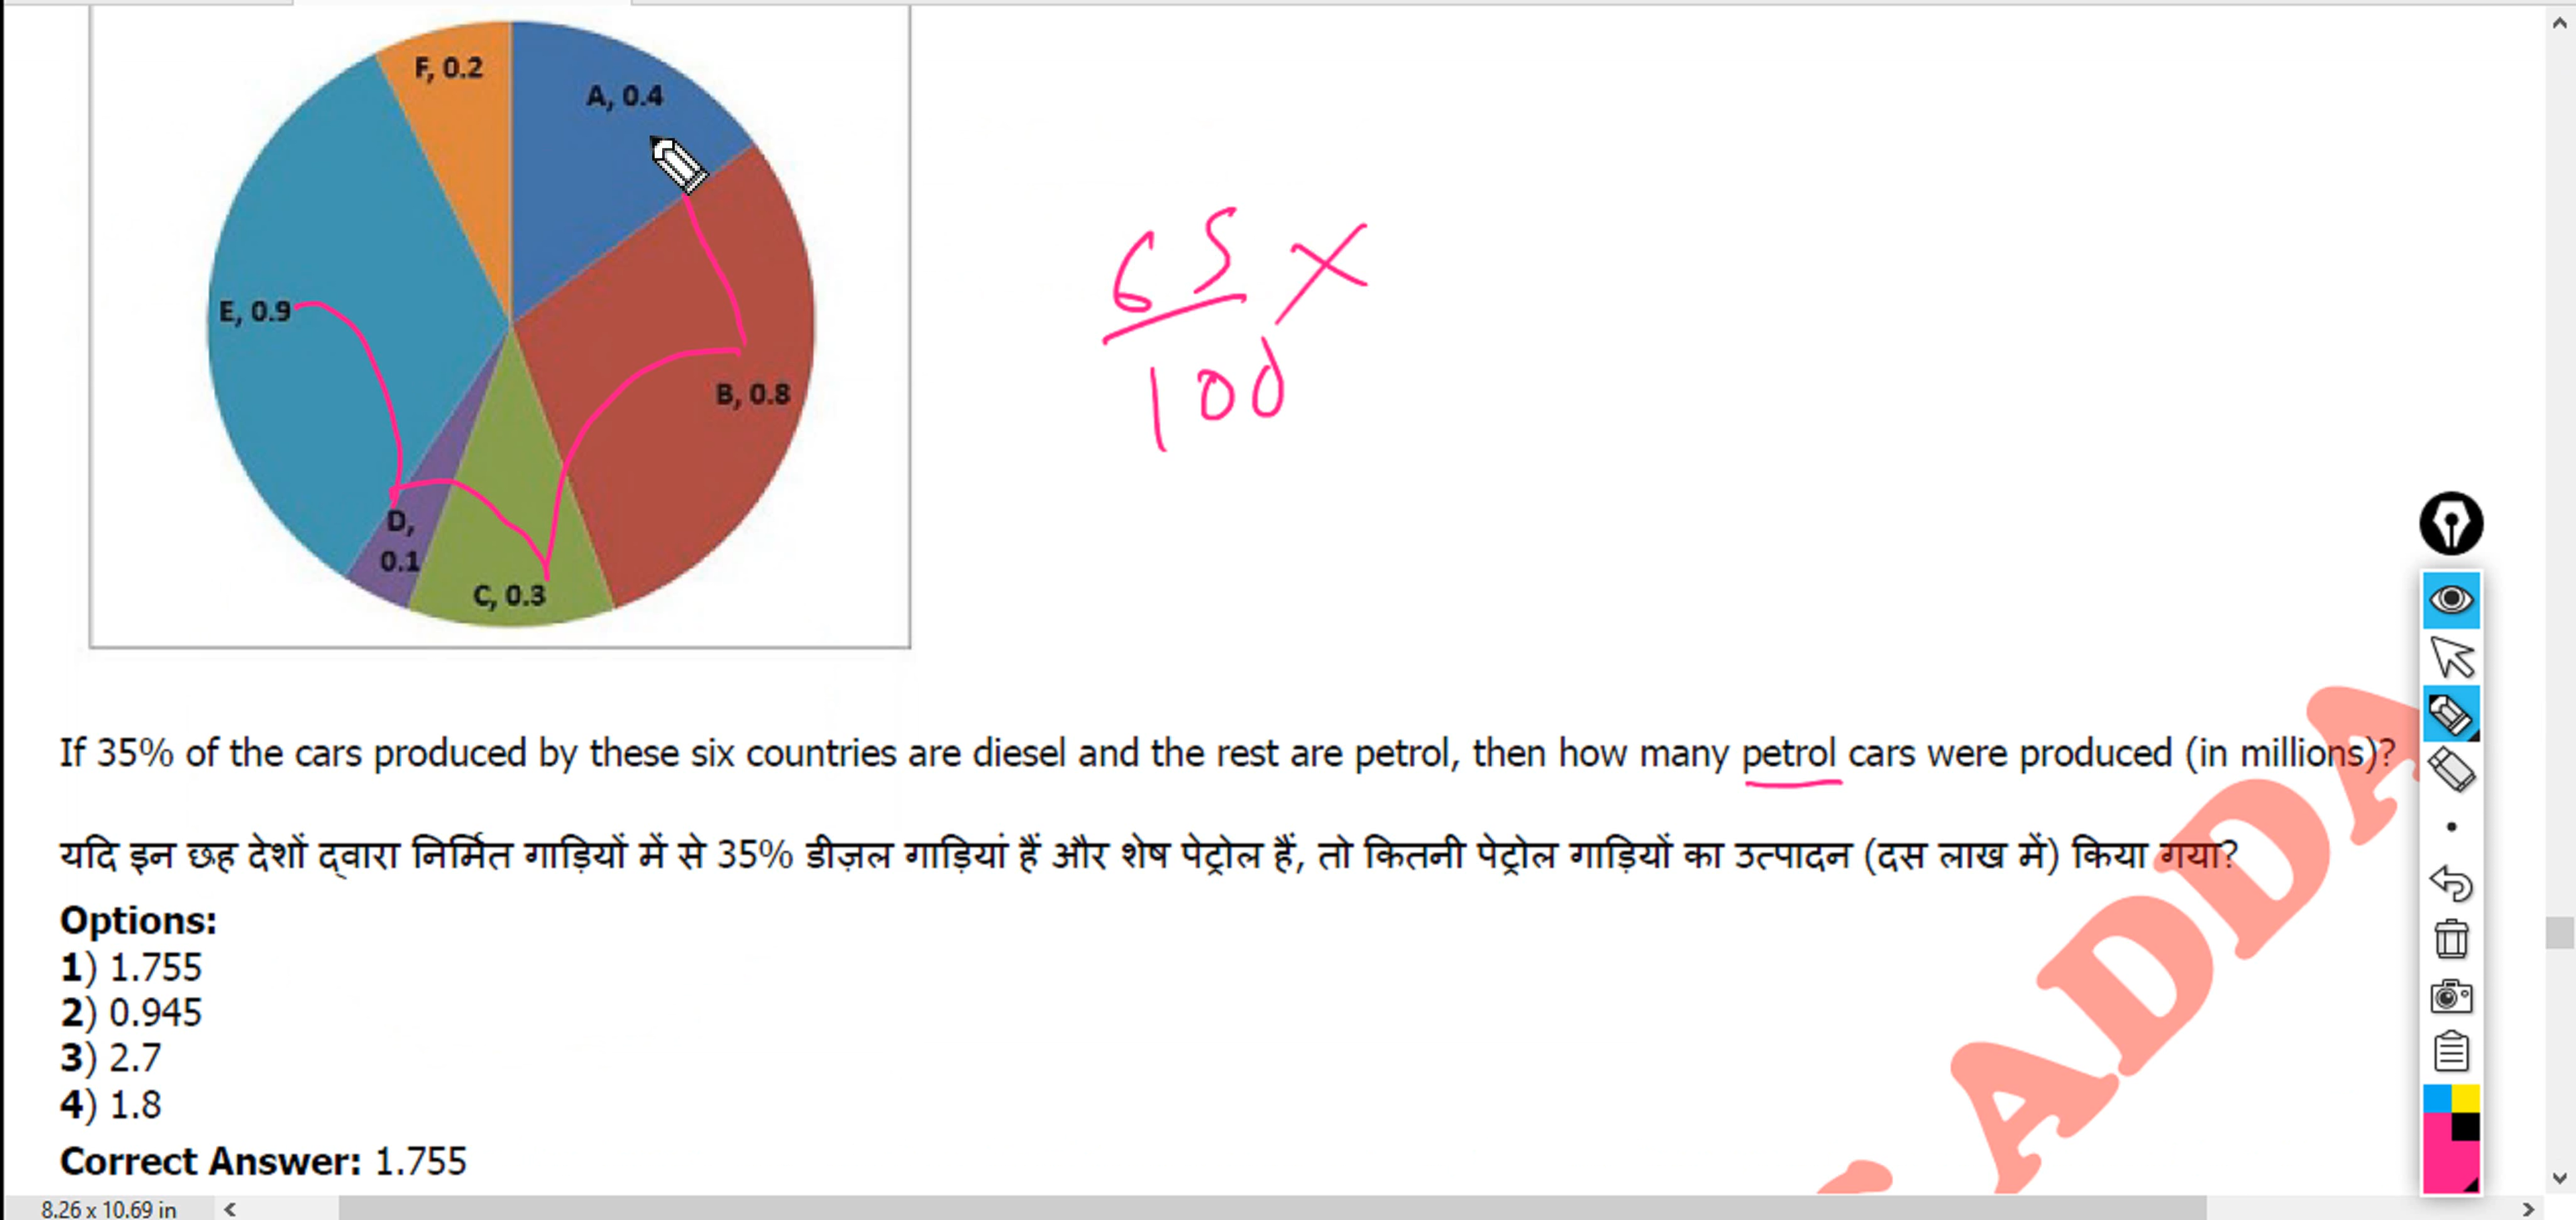 F, 0.2
A, 0.4
E, 0.9
B, 0.8
D,
0.1
C, 0.3
65 ×
100
If 35% of the cars produced by these six countries are diesel and the rest are petrol, then how many petrol cars were produced (in millions)?
यदि इन छह देशों द्वारा निर्मित गाड़ियों में से 35% डीज़ल गाड़ियां हैं और शेष पेट्रोल हैं, तो कितनी पेट्रोल गाड़ियों का उत्पादन (दस लाख में) किया गया?
Options:
1) 1.755
2) 0.945
3) 2.7
4) 1.8
Correct Answer: 1.755
ADDA
8.26 x 10.69 in